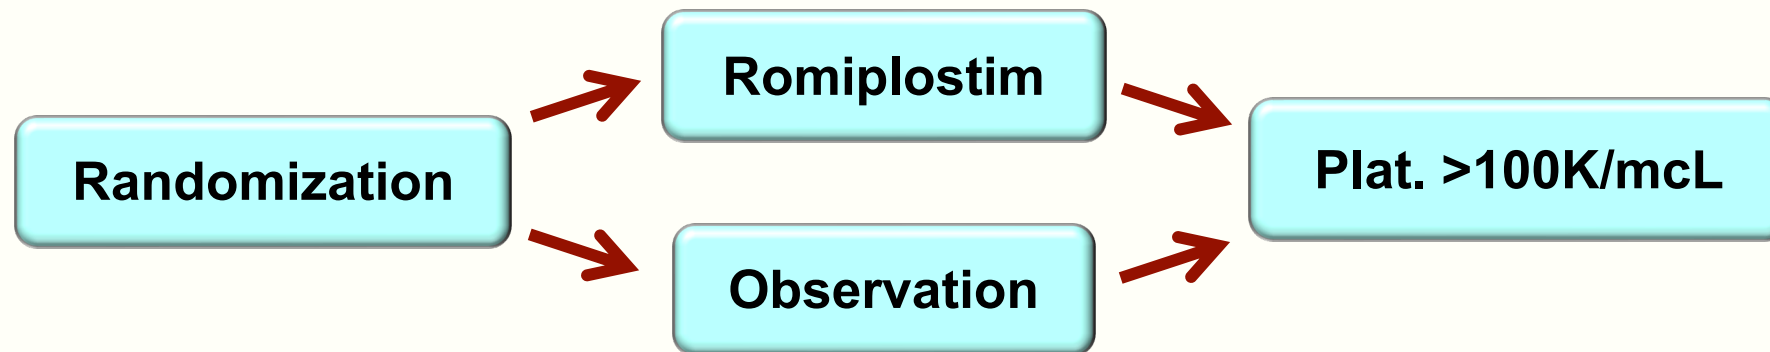 Randomization
Romiplostim
Observation
Plat. >100K/mcL